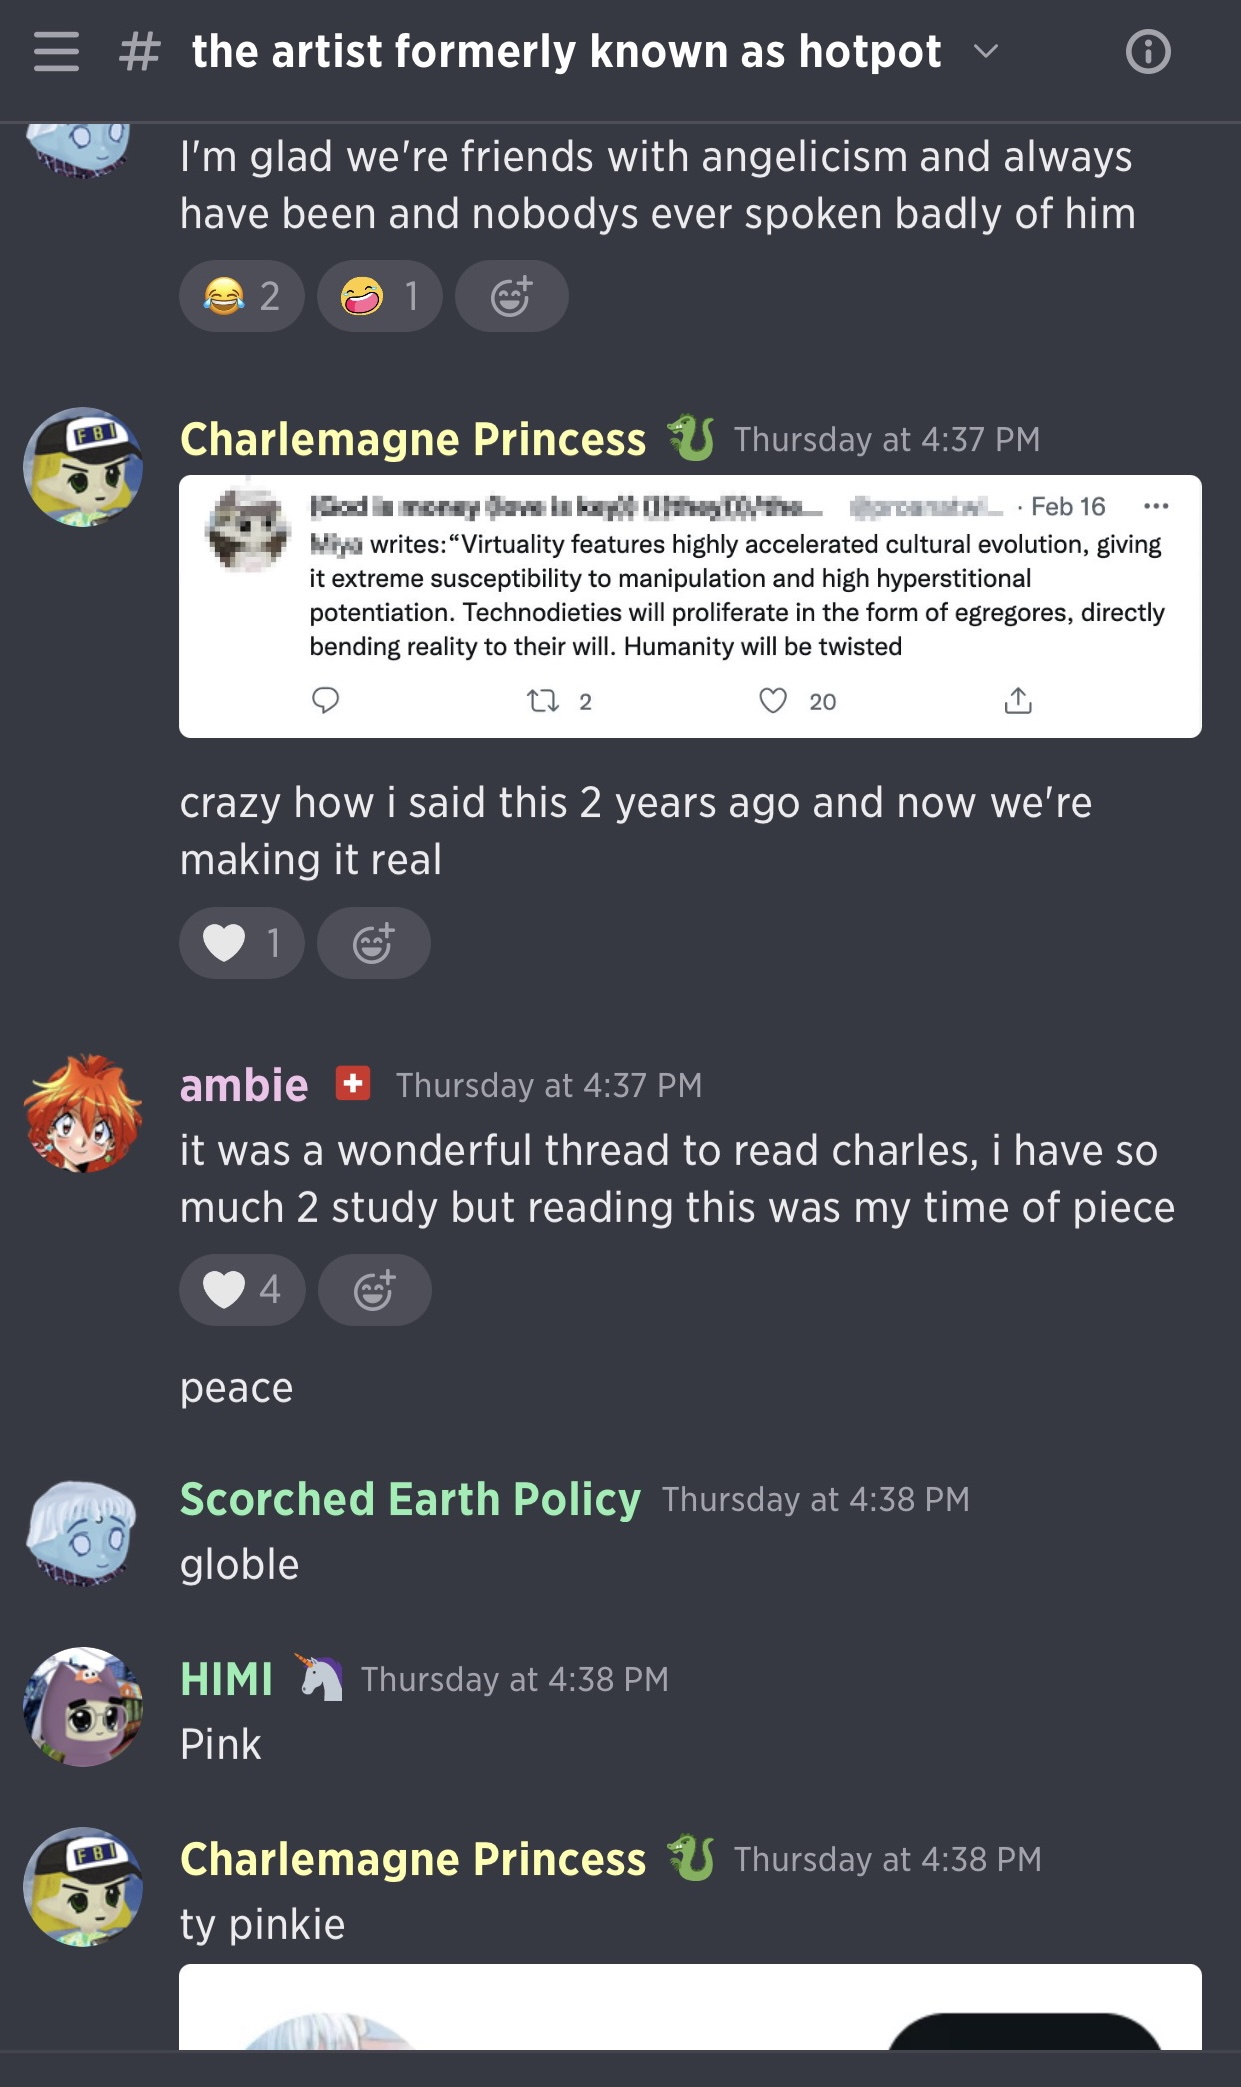 # the artist formerly known as hotpot
I'm glad we're friends with angelicism and always
have been and nobodys ever spoken badly of him
😂 2 🤣 1
FBI
Charlemagne Princess 🐉 Thursday at 4:37 PM
· Feb 16 ···
writes:“Virtuality features highly accelerated cultural evolution, giving
it extreme susceptibility to manipulation and high hyperstitional
potentiation. Technodieties will proliferate in the form of egregores, directly
bending reality to their will. Humanity will be twisted
2 20
crazy how i said this 2 years ago and now we're
making it real
1
ambie Thursday at 4:37 PM
it was a wonderful thread to read charles, i have so
much 2 study but reading this was my time of piece
4
peace
Scorched Earth Policy Thursday at 4:38 PM
globle
HIMI 🦄 Thursday at 4:38 PM
Pink
FBI
Charlemagne Princess 🐉 Thursday at 4:38 PM
ty pinkie